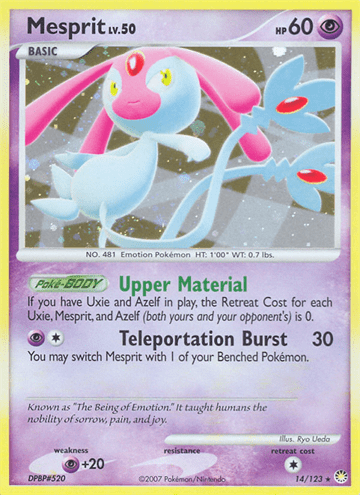 Mesprit LV.50 HP 60
BASIC
NO. 481 Emotion Pokémon HT: 1'00" WT: 0.7 lbs.
Poké-BODY Upper Material
If you have Uxie and Azelf in play, the Retreat Cost for each
Uxie, Mesprit, and Azelf (both yours and your opponent's) is 0.
Teleportation Burst 30
You may switch Mesprit with 1 of your Benched Pokémon.
Known as "The Being of Emotion." It taught humans the
nobility of sorrow, pain, and joy.
Illus. Ryo Ueda
weakness resistance retreat cost
+20
DPBP#520 ©2007 Pokémon/Nintendo 14/123 ★